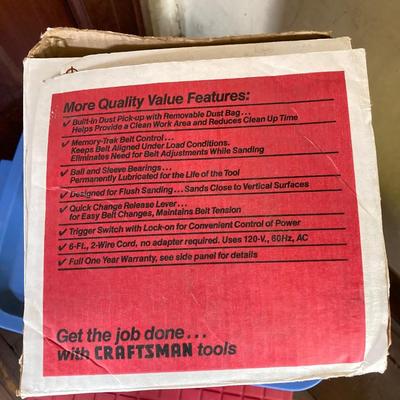 More Quality Value Features:
✓ Built-in Dust Pick-up with Removable Dust Bag...
Helps Provide a Clean Work Area and Reduces Clean Up Time
✓ Memory-Trak Belt Control...
Keeps Belt Aligned Under Load Conditions.
Eliminates Need for Belt Adjustments While Sanding
✓ Ball and Sleeve Bearings...
Permanently Lubricated for the Life of the Tool
✓ Designed for Flush Sanding... Sands Close to Vertical Surfaces
✓ Quick Change Release Lever...
for Easy Belt Changes, Maintains Belt Tension
✓ Trigger Switch with Lock-on for Convenient Control of Power
✓ 6-Ft., 2-Wire Cord, no adapter required. Uses 120-V., 60Hz, AC
✓ Full One Year Warranty, see side panel for details
Get the job done...
with CRAFTSMAN tools